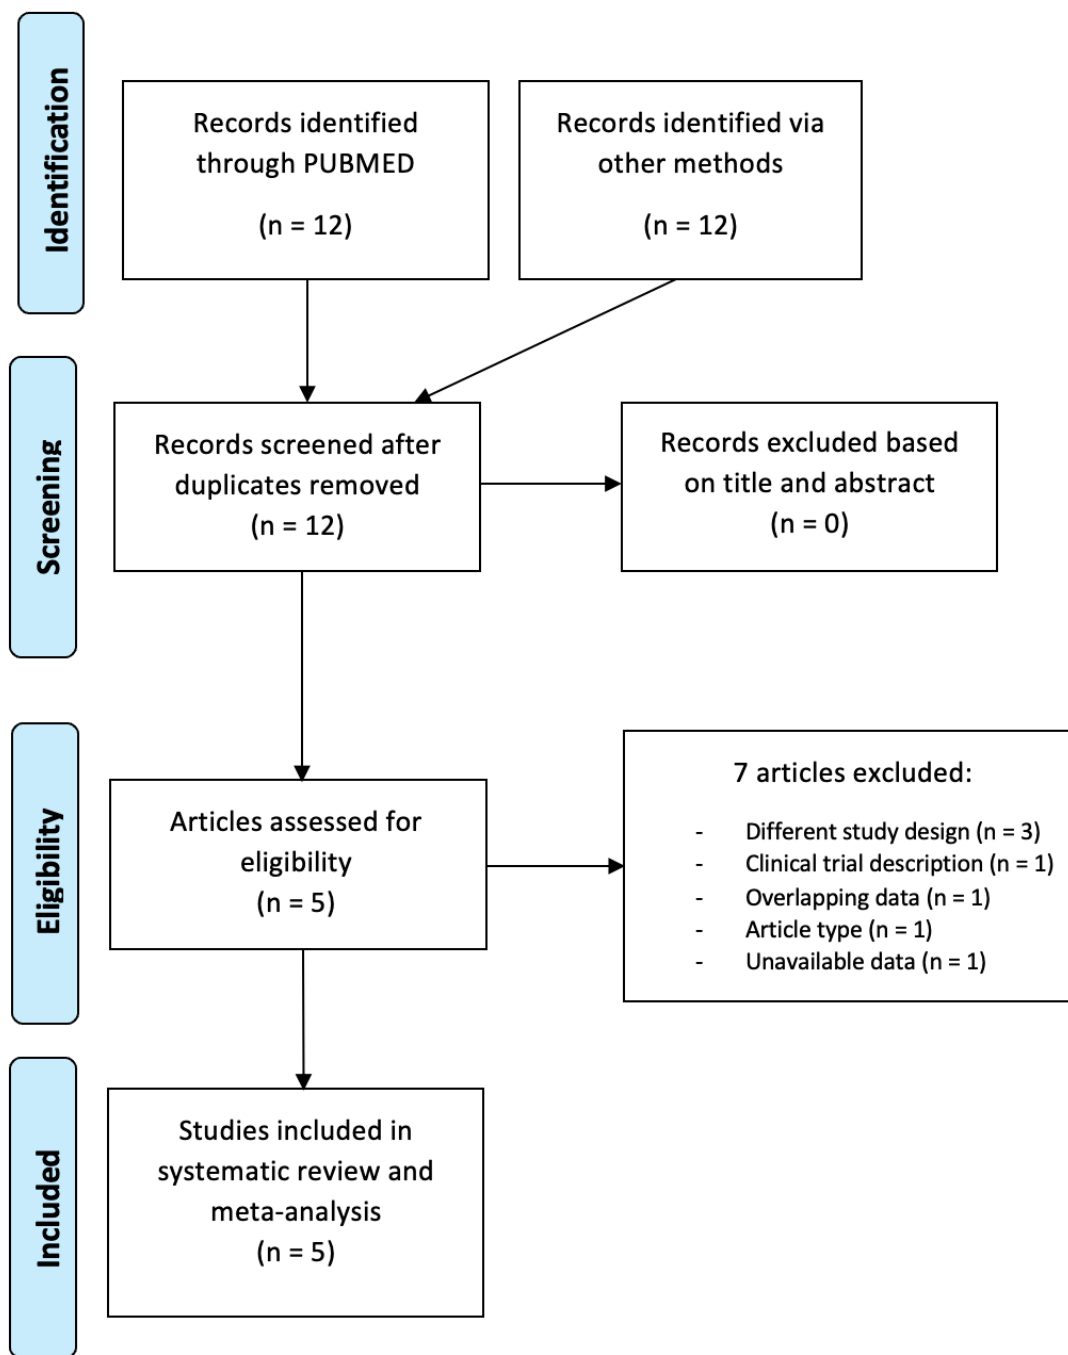 Identification
Records identified
through PUBMED
(n = 12)
Records identified via
other methods
(n = 12)
Screening
Records screened after
duplicates removed
(n = 12)
Records excluded based
on title and abstract
(n = 0)
Eligibility
Articles assessed for
eligibility
(n = 5)
7 articles excluded:
- Different study design (n = 3)
- Clinical trial description (n = 1)
- Overlapping data (n = 1)
- Article type (n = 1)
- Unavailable data (n = 1)
Included
Studies included in
systematic review and
meta-analysis
(n = 5)